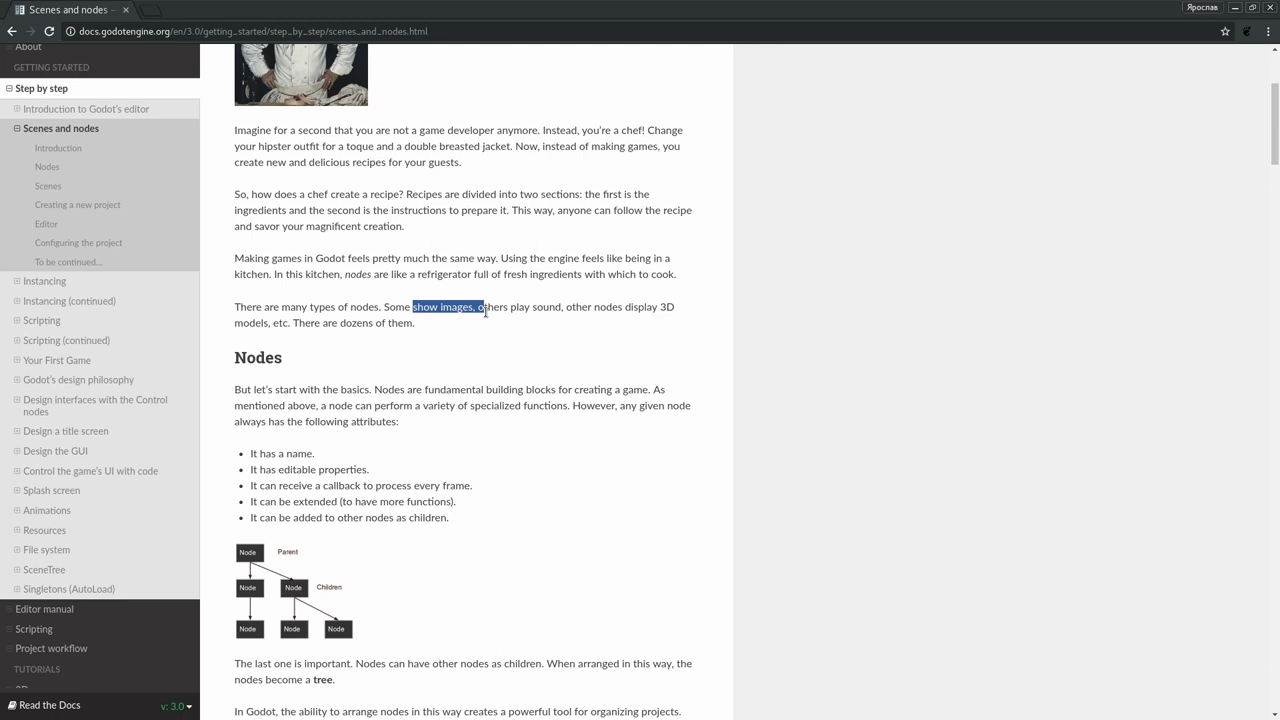 Scenes and nodes
Ярослав
docs.godotengine.org/en/3.0/getting_started/step_by_step/scenes_and_nodes.html
About
GETTING STARTED
Step by step
Introduction to Godot's editor
Scenes and nodes
Introduction
Nodes
Scenes
Creating a new project
Editor
Configuring the project
To be continued...
Instancing
Instancing (continued)
Scripting
Scripting (continued)
Your First Game
Godot's design philosophy
Design interfaces with the Control
nodes
Design a title screen
Design the GUI
Control the game's UI with code
Splash screen
Animations
Resources
File system
SceneTree
Singletons (AutoLoad)
Editor manual
Scripting
Project workflow
TUTORIALS
Read the Docs
v: 3.0
Imagine for a second that you are not a game developer anymore. Instead, you're a chef! Change
your hipster outfit for a toque and a double breasted jacket. Now, instead of making games, you
create new and delicious recipes for your guests.
So, how does a chef create a recipe? Recipes are divided into two sections: the first is the
ingredients and the second is the instructions to prepare it. This way, anyone can follow the recipe
and savor your magnificent creation.
Making games in Godot feels pretty much the same way. Using the engine feels like being in a
kitchen. In this kitchen, nodes are like a refrigerator full of fresh ingredients with which to cook.
There are many types of nodes. Some show images, others play sound, other nodes display 3D
models, etc. There are dozens of them.
Nodes
But let's start with the basics. Nodes are fundamental building blocks for creating a game. As
mentioned above, a node can perform a variety of specialized functions. However, any given node
always has the following attributes:
• It has a name.
• It has editable properties.
• It can receive a callback to process every frame.
• It can be extended (to have more functions).
• It can be added to other nodes as children.
Node Parent
Node Node Children
Node Node Node
The last one is important. Nodes can have other nodes as children. When arranged in this way, the
nodes become a tree.
In Godot, the ability to arrange nodes in this way creates a powerful tool for organizing projects.